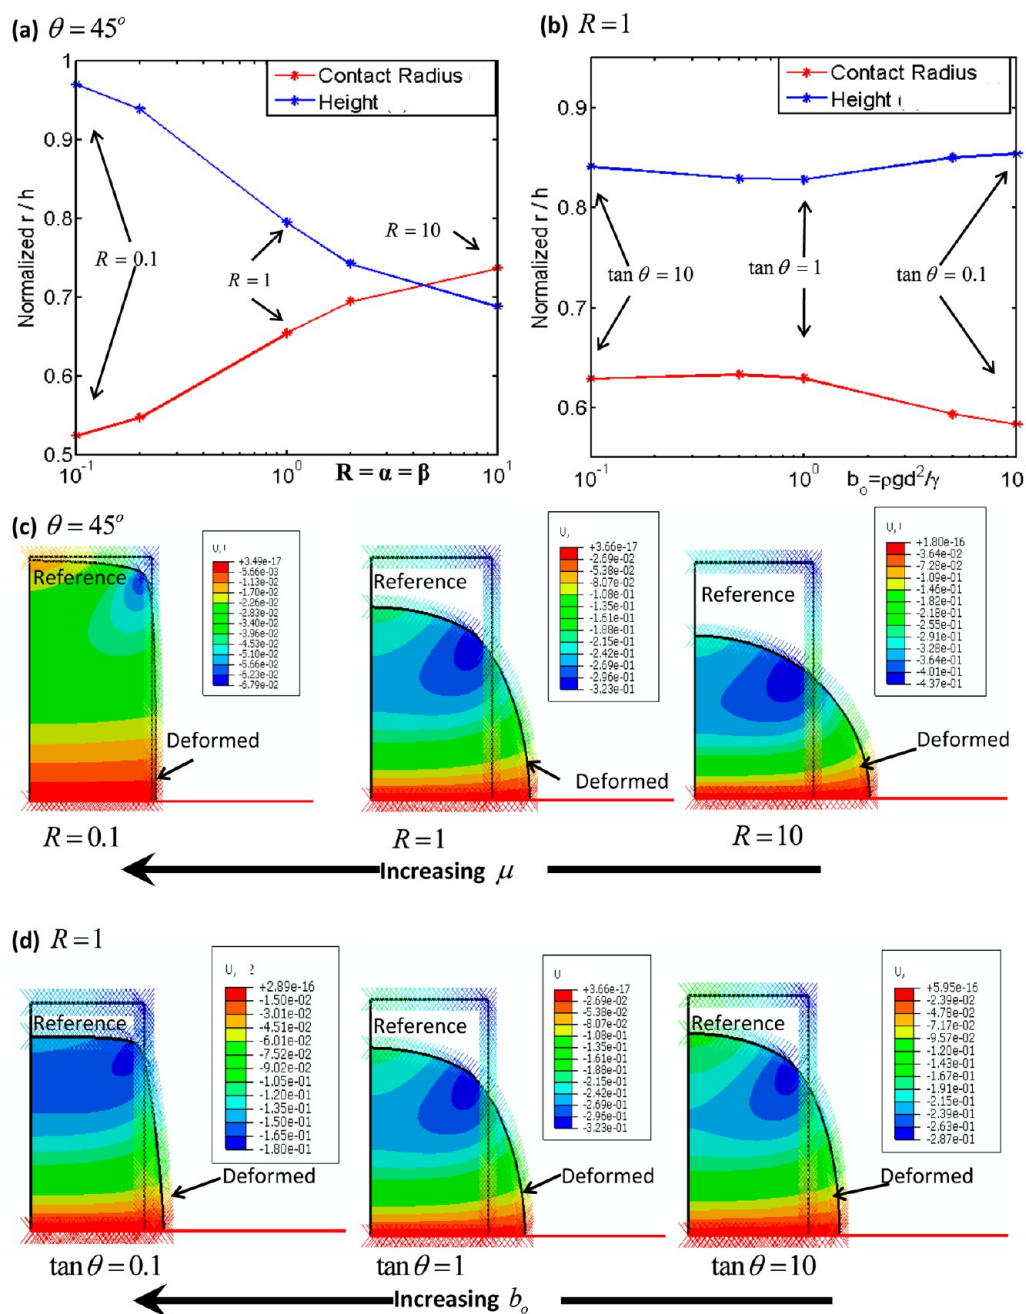 (a) θ = 45°
1
0.9
0.8
0.7
0.6
0.5
Normalized r / h
Contact Radius
Height
R = 0.1
R = 1
R = 10
10⁻¹
10⁰
10¹
R = α = β
(b) R = 1
0.9
0.8
0.7
0.6
Normalized r / h
Contact Radius
Height (
tan θ = 10
tan θ = 1
tan θ = 0.1
10⁻¹
10⁰
10
bₒ=ρgd²/γ
(c) θ = 45°
Reference
Deformed
U,
+3.49e-17
-5.66e-03
-1.13e-02
-1.70e-02
-2.26e-02
-2.83e-02
-3.40e-02
-3.96e-02
-4.53e-02
-5.10e-02
-5.66e-02
-6.23e-02
-6.79e-02
R = 0.1
Reference
Deformed
U,
+3.66e-17
-2.69e-02
-5.38e-02
-8.07e-02
-1.08e-01
-1.35e-01
-1.61e-01
-1.88e-01
-2.15e-01
-2.42e-01
-2.69e-01
-2.96e-01
-3.23e-01
R = 1
Reference
Deformed
U,
+1.80e-16
-3.64e-02
-7.28e-02
-1.09e-01
-1.46e-01
-1.82e-01
-2.18e-01
-2.55e-01
-2.91e-01
-3.28e-01
-3.64e-01
-4.01e-01
-4.37e-01
R = 10
Increasing μ
(d) R = 1
Reference
Deformed
U, 2
+2.89e-16
-1.50e-02
-3.01e-02
-4.51e-02
-6.01e-02
-7.52e-02
-9.02e-02
-1.05e-01
-1.20e-01
-1.35e-01
-1.50e-01
-1.65e-01
-1.80e-01
tan θ = 0.1
Reference
Deformed
U
+3.66e-17
-2.69e-02
-5.38e-02
-8.07e-02
-1.08e-01
-1.35e-01
-1.61e-01
-1.88e-01
-2.15e-01
-2.42e-01
-2.69e-01
-2.96e-01
-3.23e-01
tan θ = 1
Reference
Deformed
U,
+5.95e-16
-2.39e-02
-4.78e-02
-7.17e-02
-9.57e-02
-1.20e-01
-1.43e-01
-1.67e-01
-1.91e-01
-2.15e-01
-2.39e-01
-2.63e-01
-2.87e-01
tan θ = 10
Increasing bₒ